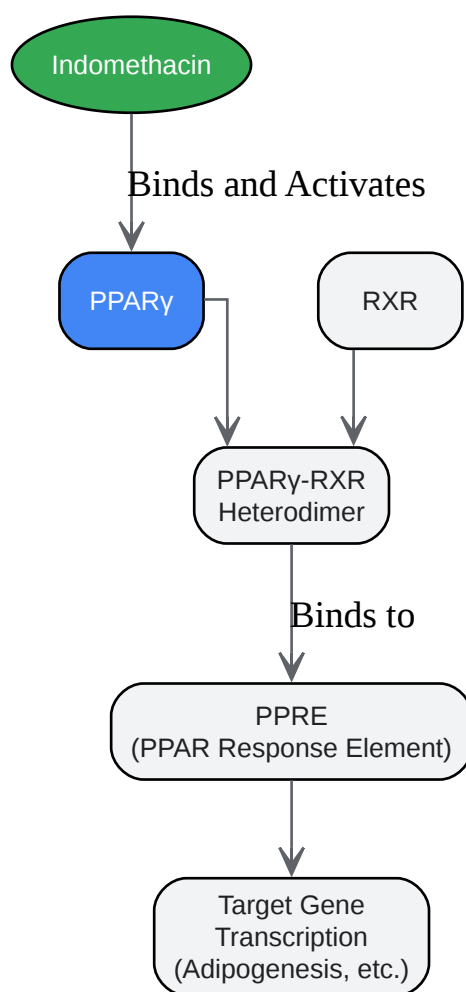 Indomethacin
Binds and Activates
PPARγ
RXR
PPARγ-RXR
Heterodimer
Binds to
PPRE
(PPAR Response Element)
Target Gene
Transcription
(Adipogenesis, etc.)